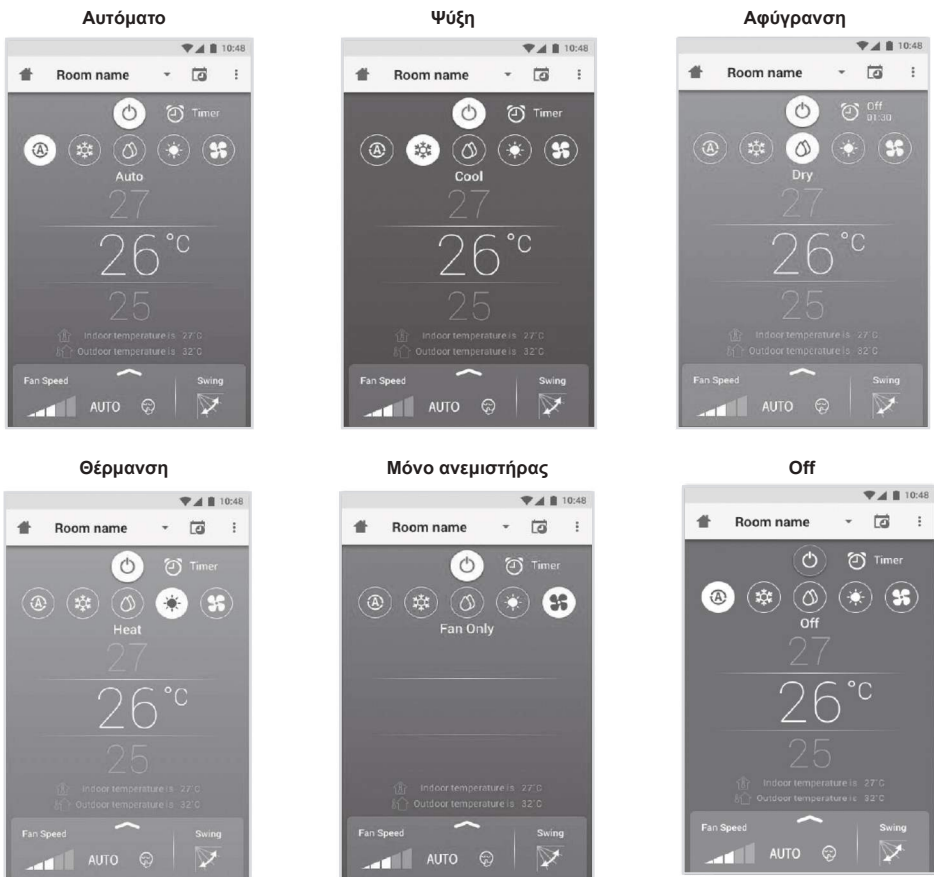 Αυτόματο
10:48
Room name
Timer
Auto
27
26°C
25
Indoor temperature is 27°C
Outdoor temperature is 32°C
Fan Speed
Swing
AUTO
Ψύξη
10:48
Room name
Timer
Cool
27
26°C
25
Indoor temperature is 27°C
Outdoor temperature is 32°C
Fan Speed
Swing
AUTO
Αφύγρανση
10:48
Room name
Off
01:30
Dry
27
26°C
25
Indoor temperature is 27°C
Outdoor temperature is 32°C
Fan Speed
Swing
AUTO
Θέρμανση
10:48
Room name
Timer
Heat
27
26°C
25
Indoor temperature is 27°C
Outdoor temperature is 32°C
Fan Speed
Swing
AUTO
Μόνο ανεμιστήρας
10:48
Room name
Timer
Fan Only
Indoor temperature is 27°C
Outdoor temperature is 32°C
Fan Speed
Swing
AUTO
Off
10:48
Room name
Timer
Off
27
26°C
25
Indoor temperature is 27°C
Outdoor temperature is 32°C
Fan Speed
Swing
AUTO